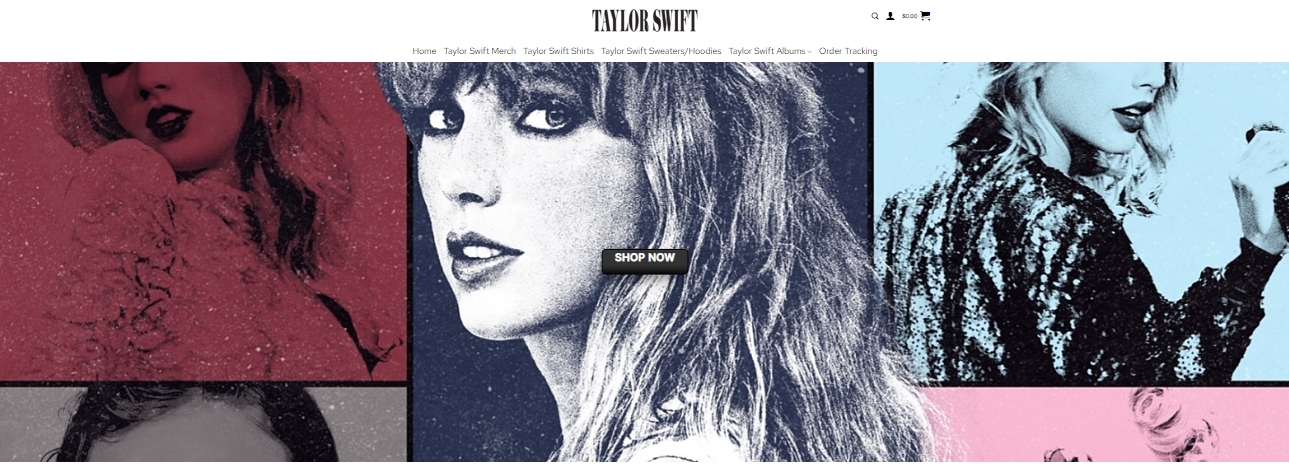 TAYLOR SWIFT
$0.00
Home Taylor Swift Merch Taylor Swift Shirts Taylor Swift Sweaters/Hoodies Taylor Swift Albums Order Tracking
SHOP NOW